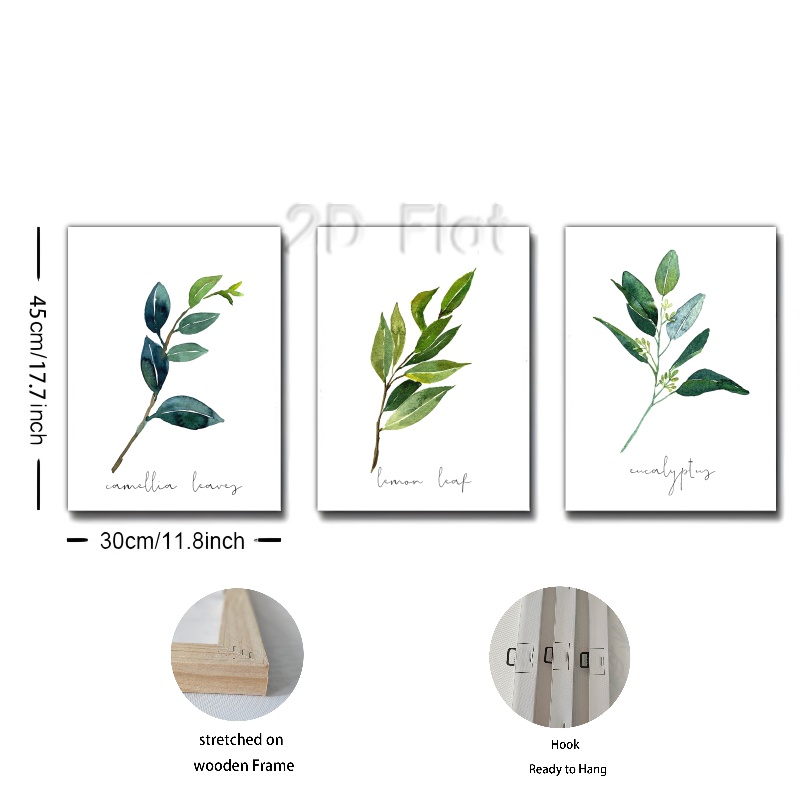 2D Flat
45cm/17.7inch
camellia leaves
lemon leaf
eucalyptus
30cm/11.8inch
stretched on
wooden Frame
Hook
Ready to Hang